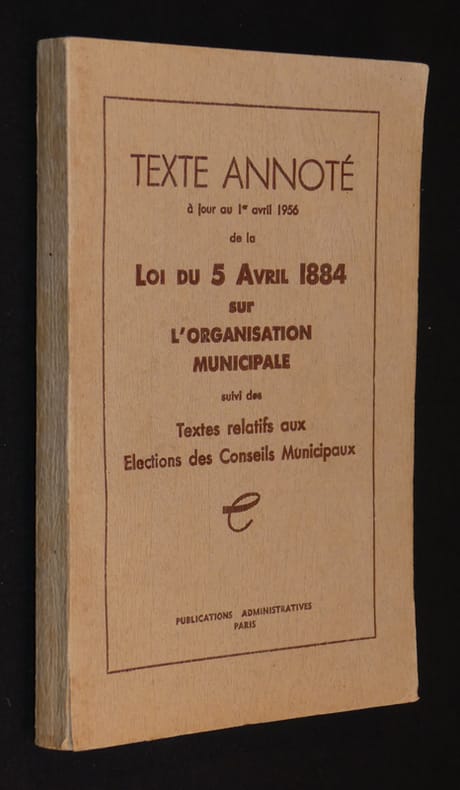 TEXTE ANNOTÉ
à jour au 1er avril 1956
de la
LOI DU 5 AVRIL 1884
sur
L'ORGANISATION
MUNICIPALE
suivi des
Textes relatifs aux
Elections des Conseils Municipaux
PUBLICATIONS ADMINISTRATIVES
PARIS